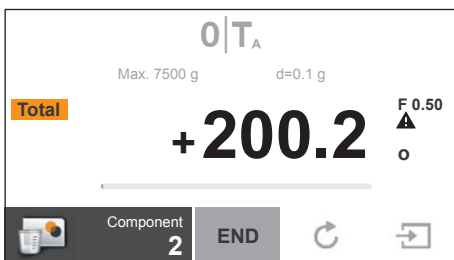 0|TA
Max. 7500 g d=0.1 g
Total +200.2 F 0.50
o
Component
2 END